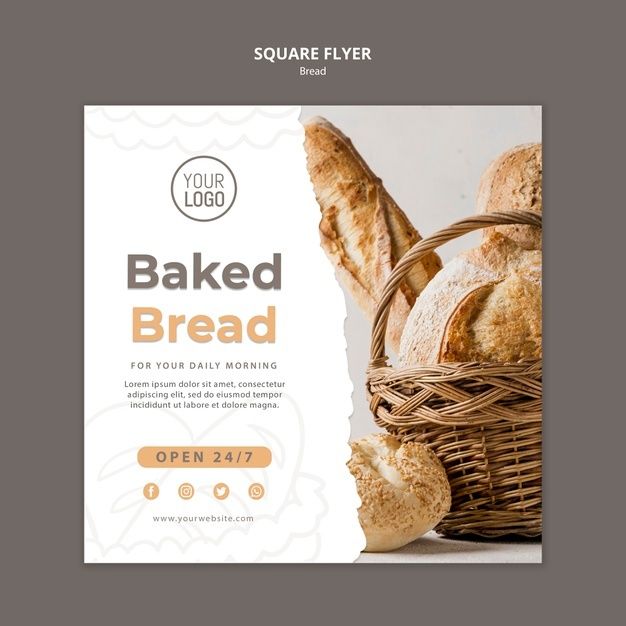 SQUARE FLYER
Bread
YOUR
LOGO
Baked
Bread
FOR YOUR DAILY MORNING
Lorem ipsum dolor sit amet, consectetur
adipiscing elit, sed do eiusmod tempor
incididunt ut labore et dolore magna.
OPEN 24/7
www.yourwebsite.com